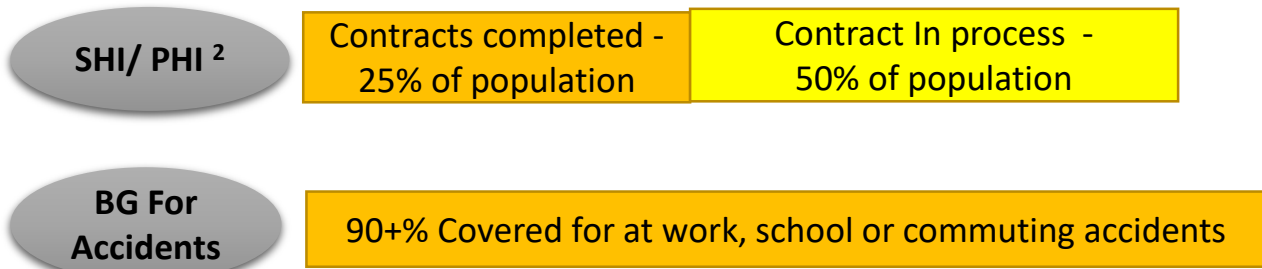 SHI/ PHI ²
Contracts completed -
25% of population
Contract In process -
50% of population
BG For
Accidents
90+% Covered for at work, school or commuting accidents